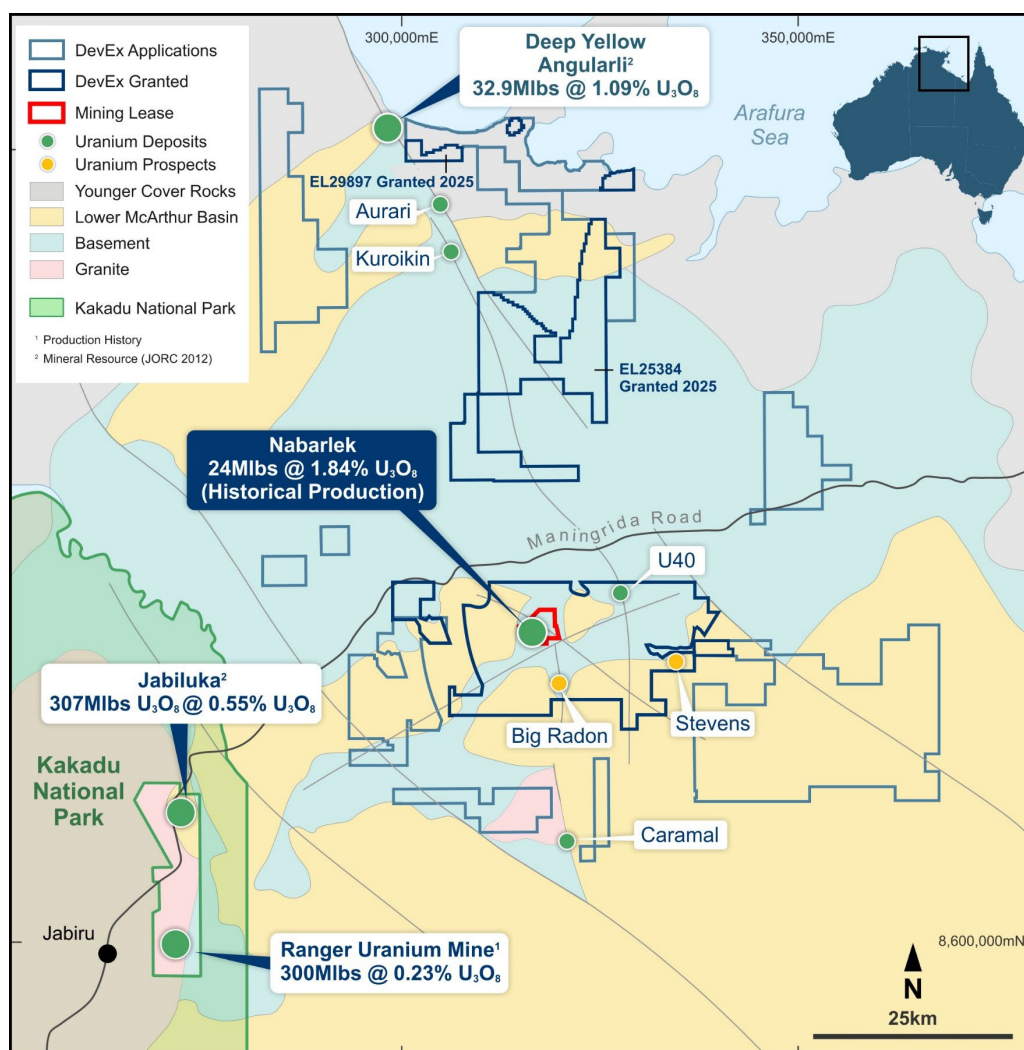 DevEx Applications
DevEx Granted
Mining Lease
Uranium Deposits
Uranium Prospects
Younger Cover Rocks
Lower McArthur Basin
Basement
Granite
Kakadu National Park
¹ Production History
² Mineral Resource (JORC 2012)
300,000mE
350,000mE
Deep Yellow
Angularli²
32.9Mlbs @ 1.09% U₃O₈
Arafura
Sea
EL29897 Granted 2025
Aurari
Kuroikin
EL25384
Granted 2025
Nabarlek
24Mlbs @ 1.84% U₃O₈
(Historical Production)
Maningrida Road
U40
Jabiluka²
307Mlbs U₃O₈ @ 0.55% U₃O₈
Big Radon
Stevens
Kakadu
National
Park
Caramal
Jabiru
Ranger Uranium Mine¹
300Mlbs @ 0.23% U₃O₈
8,600,000mN
N
25km